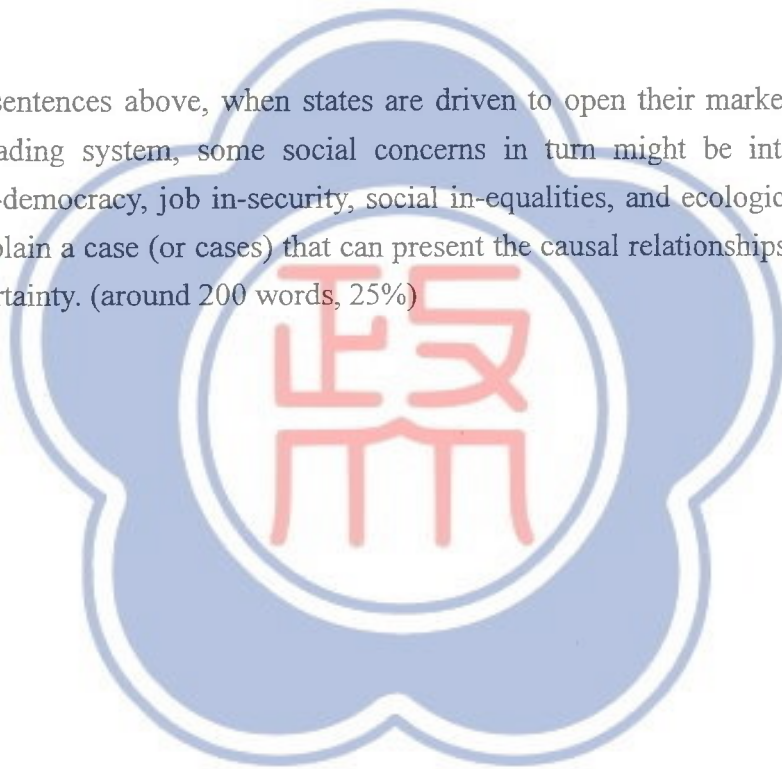 sentences above, when states are driven to open their marke
ading system, some social concerns in turn might be int
-democracy, job in-security, social in-equalities, and ecologic
plain a case (or cases) that can present the causal relationships
rtainty. (around 200 words, 25%)
政
大